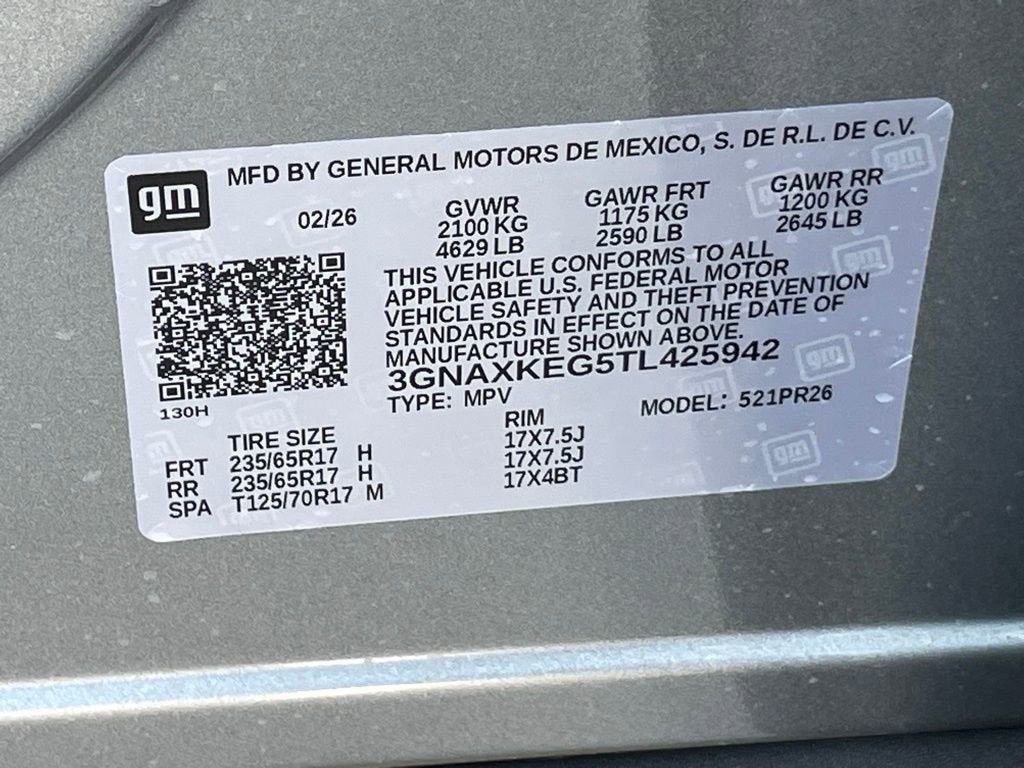 gm
MFD BY GENERAL MOTORS DE MEXICO, S. DE R.L. DE C.V.
02/26
GVWR
2100 KG
4629 LB
GAWR FRT
1175 KG
2590 LB
GAWR RR
1200 KG
2645 LB
THIS VEHICLE CONFORMS TO ALL
APPLICABLE U.S. FEDERAL MOTOR
VEHICLE SAFETY AND THEFT PREVENTION
STANDARDS IN EFFECT ON THE DATE OF
MANUFACTURE SHOWN ABOVE.
3GNAXKEG5TL425942
130H
TYPE: MPV
MODEL: 521PR26
TIRE SIZE RIM
FRT 235/65R17 H 17X7.5J
RR 235/65R17 H 17X7.5J
SPA T125/70R17 M 17X4BT